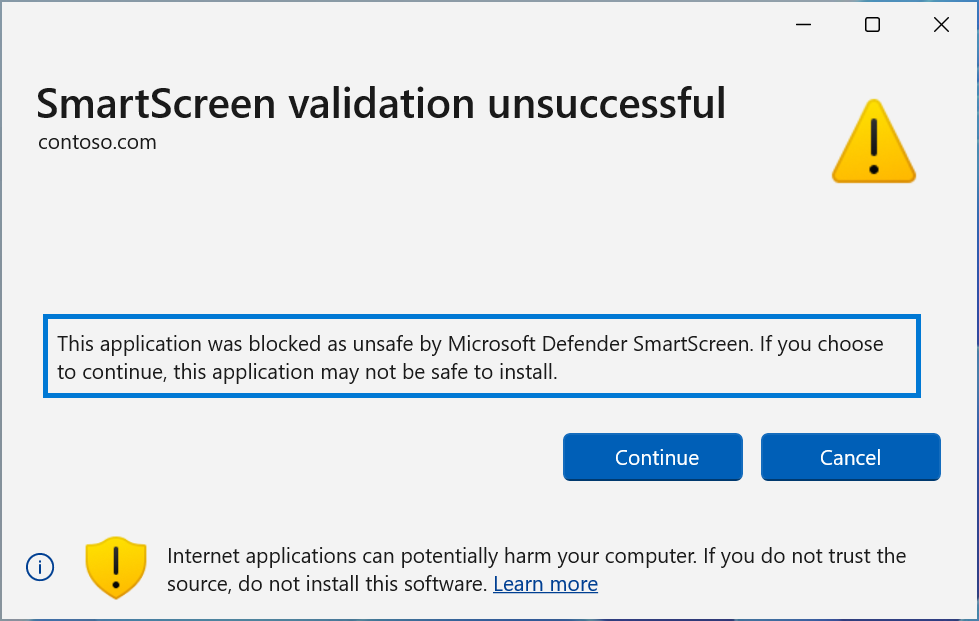 SmartScreen validation unsuccessful
contoso.com
This application was blocked as unsafe by Microsoft Defender SmartScreen. If you choose
to continue, this application may not be safe to install.
Continue
Cancel
Internet applications can potentially harm your computer. If you do not trust the
source, do not install this software. Learn more